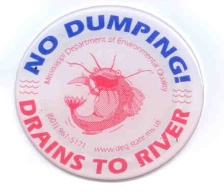 NO DUMPING!
Mississippi Department of Environmental Quality
(601) 961-5171 www.deq.state.ms.us
DRAINS TO RIVER